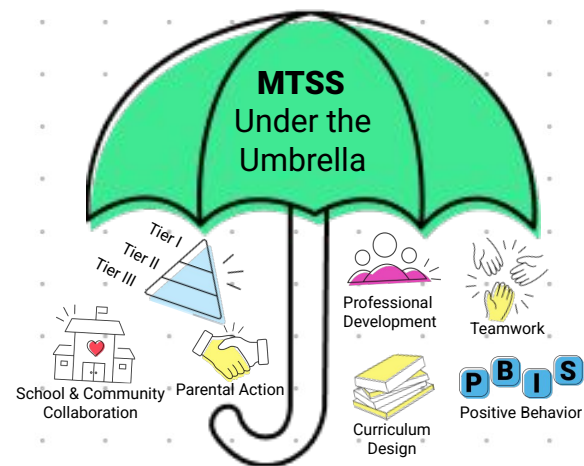 MTSS
Under the
Umbrella
Tier I
Tier II
Tier III
School & Community
Collaboration
Parental Action
Professional
Development
Teamwork
Curriculum
Design
PBIS
Positive Behavior